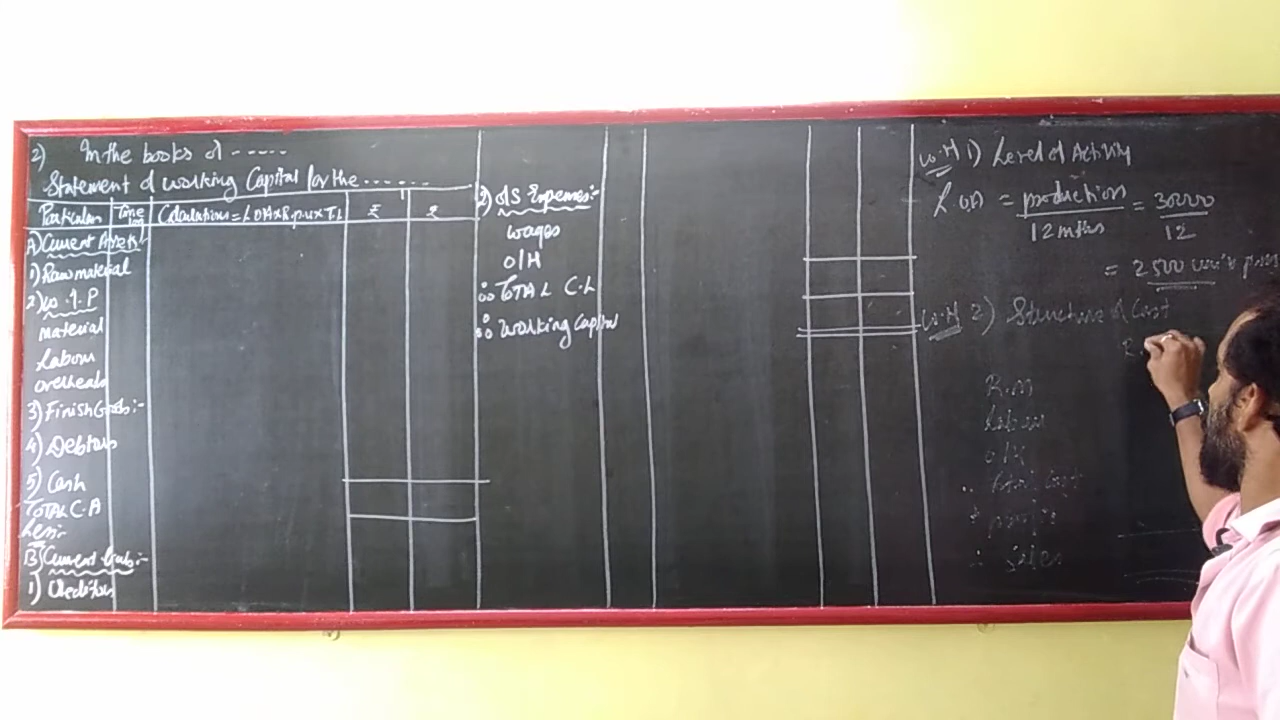 2) In the books of -----
Statement of working Capital for the .......
Particulars Time lag Calculations = LOA x R.p.u x T.L ₹ ₹
A) Current Assets:-
1) Raw material
2) W.I.P
material
Labour
overheads
3) Finish Goods:-
4) Debtors
5) Cash
TOTAL C.A
Less:-
B) Current Liab:-
1) Creditors
2) O/S Expenses:-
wages
O/H
∴ TOTAL C.L
∴ Working Capital
W.N 1) Level of Activity
L.O.A = production / 12 mths = 30000 / 12
= 2500 units
W.N 2) Structure of Cost
R.M
Labour
O/H
∴ Total Cost
+ profit
∴ Sales